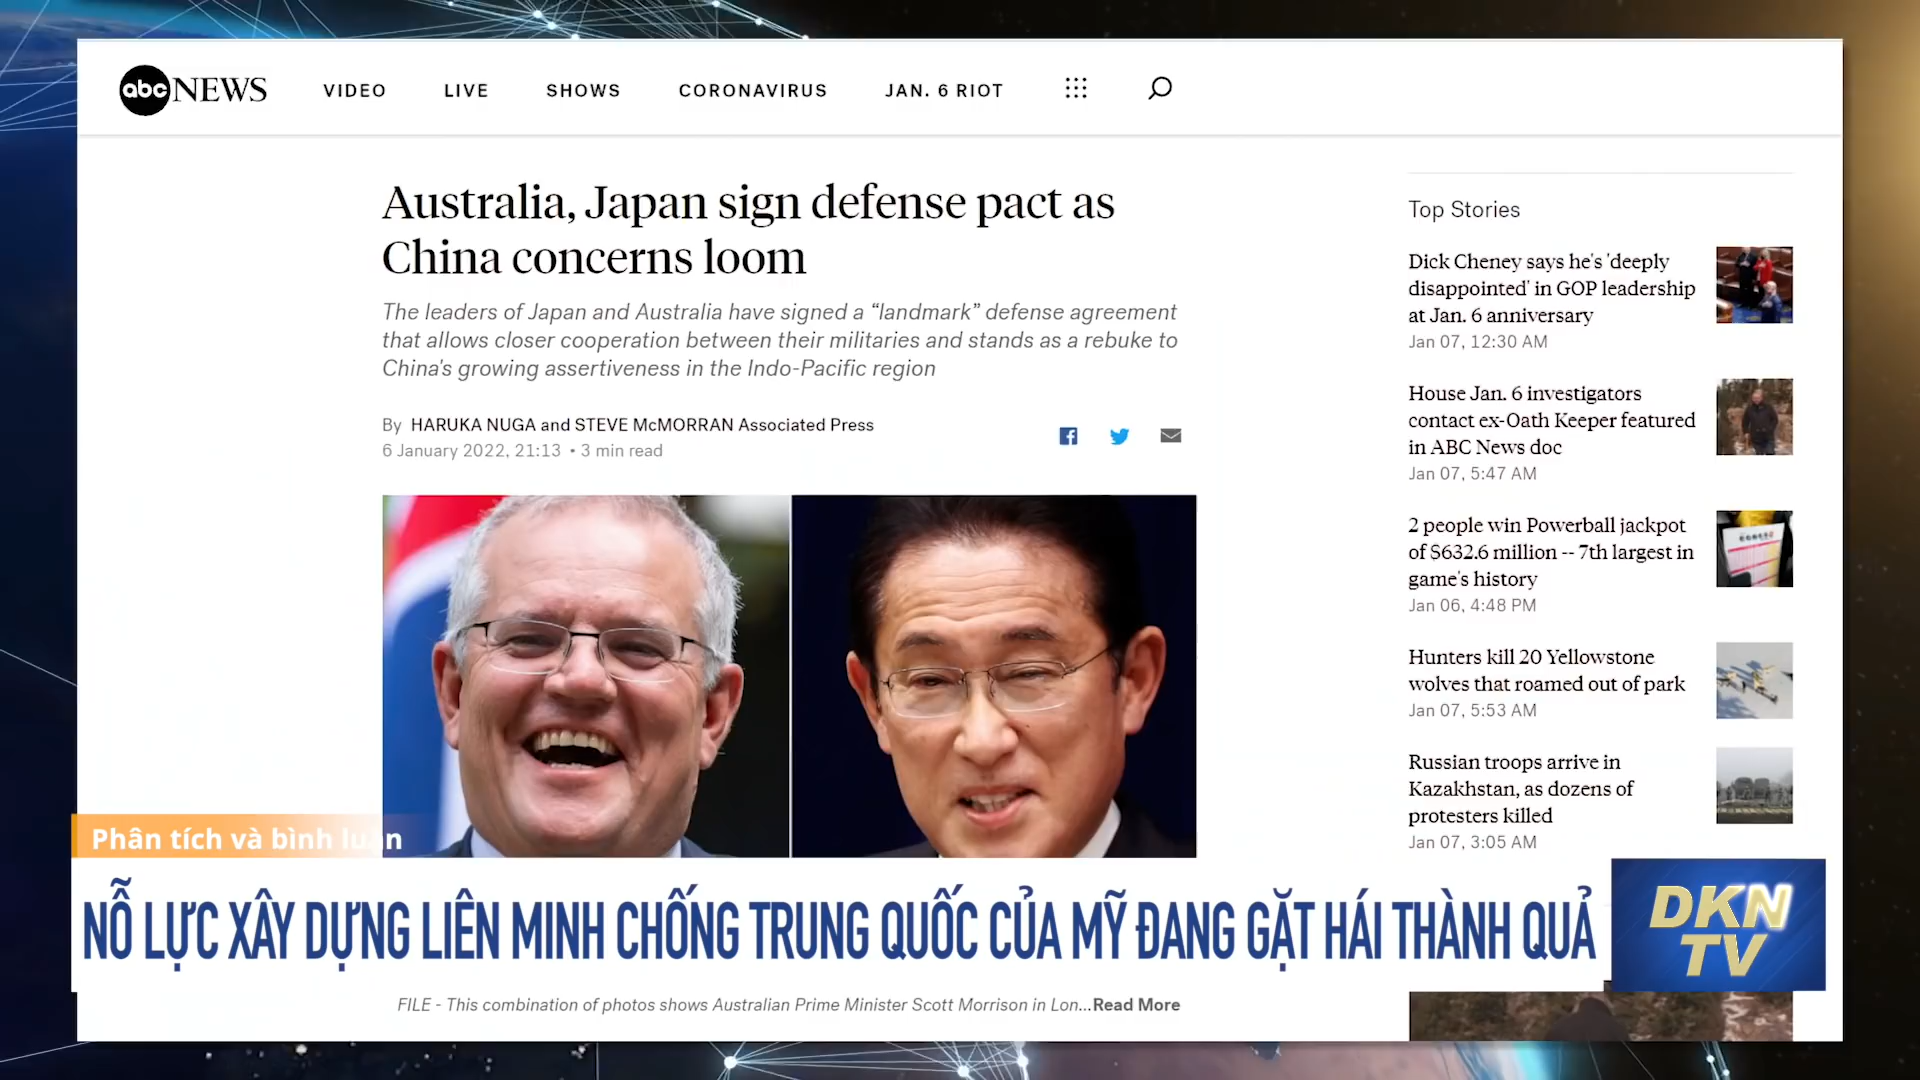 abc NEWS
VIDEO LIVE SHOWS CORONAVIRUS JAN. 6 RIOT
Australia, Japan sign defense pact as
China concerns loom
The leaders of Japan and Australia have signed a “landmark” defense agreement
that allows closer cooperation between their militaries and stands as a rebuke to
China's growing assertiveness in the Indo-Pacific region
By HARUKA NUGA and STEVE McMORRAN Associated Press
6 January 2022, 21:13 • 3 min read
Top Stories
Dick Cheney says he's 'deeply
disappointed' in GOP leadership
at Jan. 6 anniversary
Jan 07, 12:30 AM
House Jan. 6 investigators
contact ex-Oath Keeper featured
in ABC News doc
Jan 07, 5:47 AM
2 people win Powerball jackpot
of $632.6 million -- 7th largest in
game's history
Jan 06, 4:48 PM
Hunters kill 20 Yellowstone
wolves that roamed out of park
Jan 07, 5:53 AM
Russian troops arrive in
Kazakhstan, as dozens of
protesters killed
Jan 07, 3:05 AM
Phân tích và bình luận
NỖ LỰC XÂY DỰNG LIÊN MINH CHỐNG TRUNG QUỐC CỦA MỸ ĐANG GẶT HÁI THÀNH QUẢ
DKN
TV
FILE - This combination of photos shows Australian Prime Minister Scott Morrison in Lon...Read More